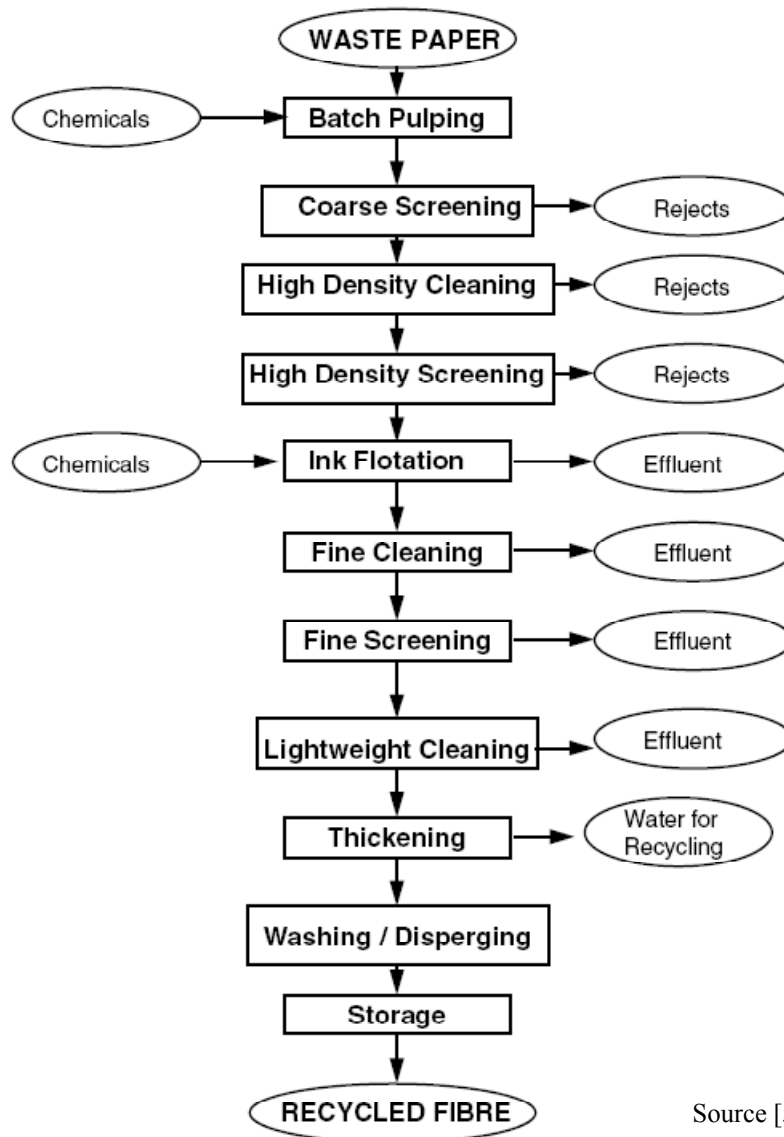 WASTE PAPER
Chemicals
Batch Pulping
Coarse Screening
Rejects
High Density Cleaning
Rejects
High Density Screening
Rejects
Chemicals
Ink Flotation
Effluent
Fine Cleaning
Effluent
Fine Screening
Effluent
Lightweight Cleaning
Effluent
Thickening
Water for
Recycling
Washing / Disperging
Storage
RECYCLED FIBRE
Source [